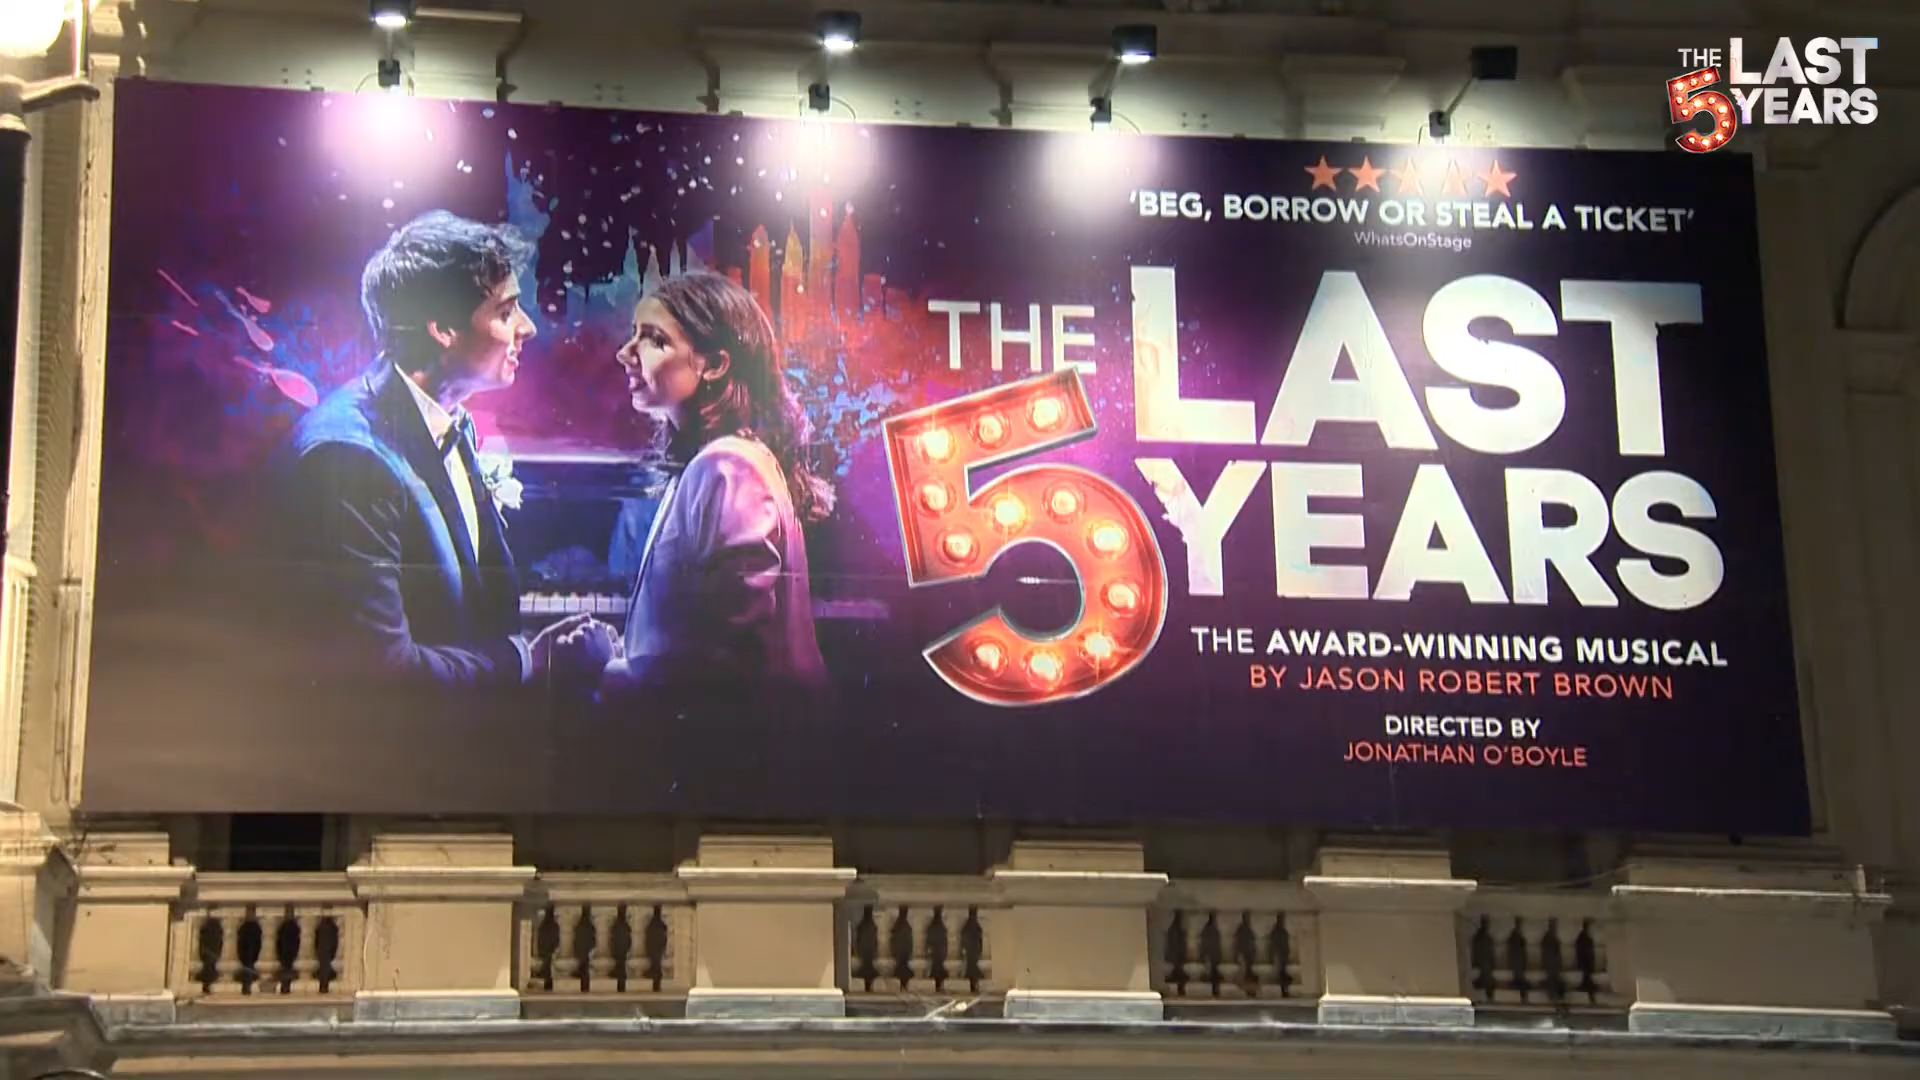 THE LAST
5 YEARS
'BEG, BORROW OR STEAL A TICKET'
WhatsOnStage
THE LAST
5 YEARS
THE AWARD-WINNING MUSICAL
BY JASON ROBERT BROWN
DIRECTED BY
JONATHAN O'BOYLE